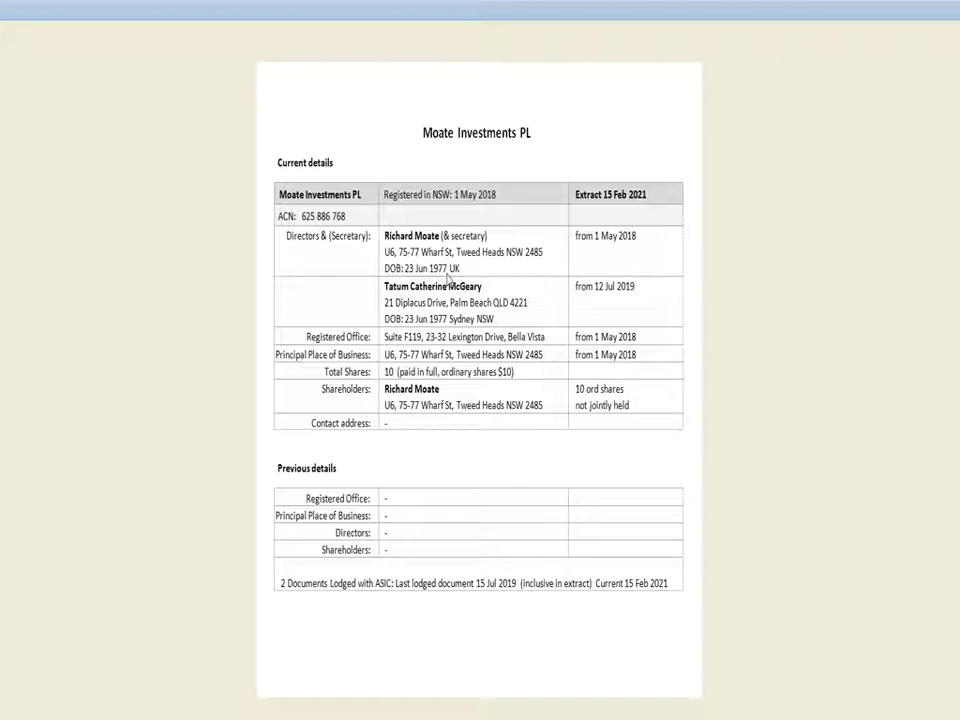 Moate Investments PL
Current details
Moate Investments PL Registered in NSW: 1 May 2018 Extract 15 Feb 2021
ACN: 625 886 768
Directors & (Secretary): Richard Moate (& secretary) from 1 May 2018
U6, 75-77 Wharf St, Tweed Heads NSW 2485
DOB: 23 Jun 1977 UK
Tatum Catherine McGeary from 12 Jul 2019
21 Diplacus Drive, Palm Beach QLD 4221
DOB: 23 Jun 1977 Sydney NSW
Registered Office: Suite F119, 23-32 Lexington Drive, Bella Vista from 1 May 2018
Principal Place of Business: U6, 75-77 Wharf St, Tweed Heads NSW 2485 from 1 May 2018
Total Shares: 10 (paid in full, ordinary shares $10)
Shareholders: Richard Moate 10 ord shares
U6, 75-77 Wharf St, Tweed Heads NSW 2485 not jointly held
Contact address: -
Previous details
Registered Office: -
Principal Place of Business: -
Directors: -
Shareholders: -
2 Documents Lodged with ASIC: Last lodged document 15 Jul 2019 (inclusive in extract) Current 15 Feb 2021